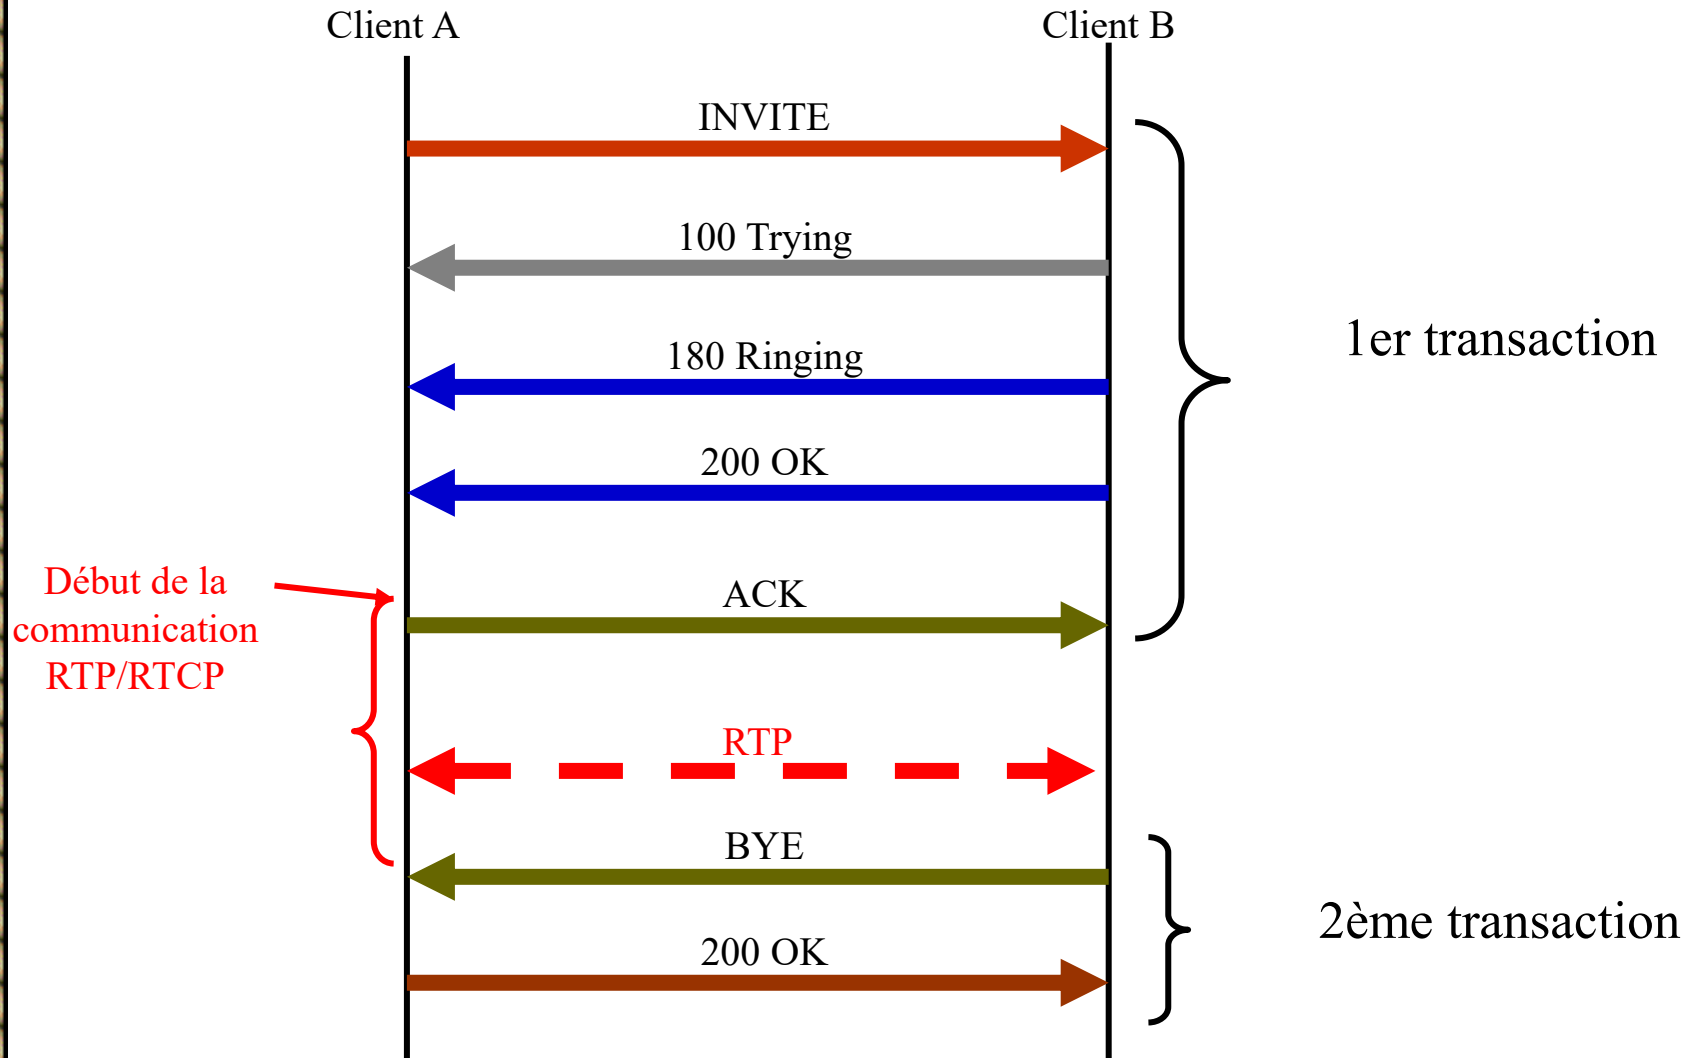 Client A
Client B
INVITE
100 Trying
180 Ringing
1er transaction
200 OK
Début de la
communication
RTP/RTCP
ACK
RTP
BYE
2ème transaction
200 OK